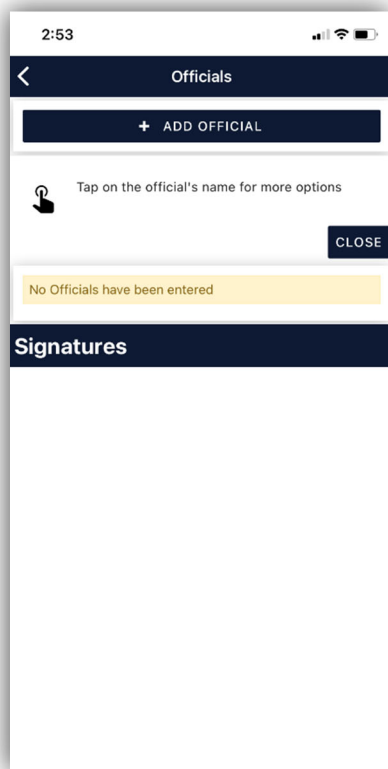 2:53
Officials
+ ADD OFFICIAL
Tap on the official's name for more options
CLOSE
No Officials have been entered
Signatures